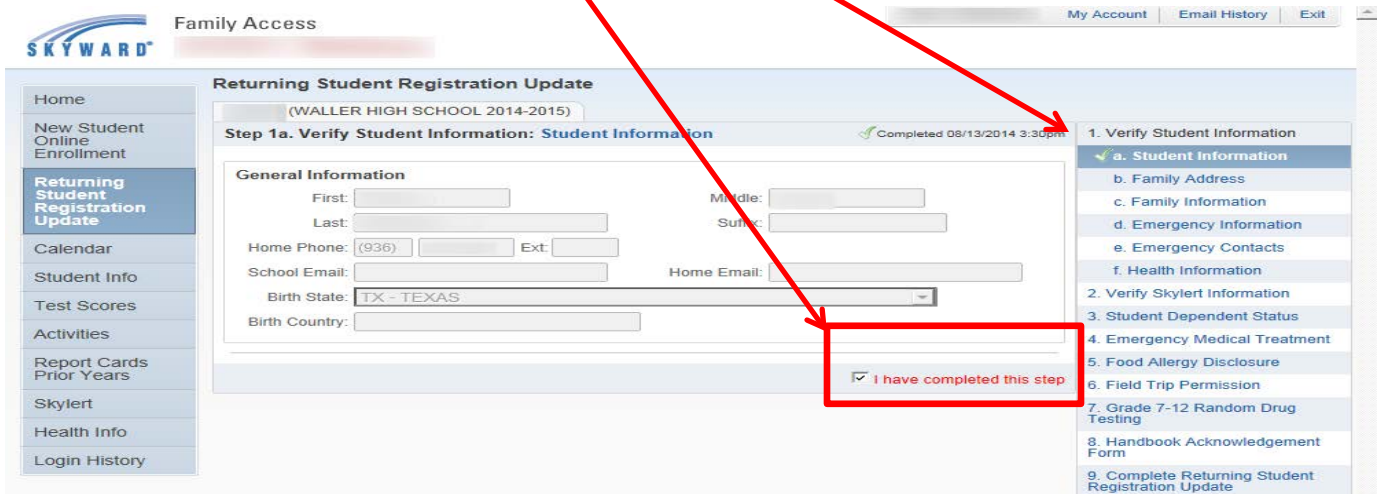 Family Access
My Account
Email History
Exit
SKYWARD
Home
New Student
Online
Enrollment
Returning
Student
Registration
Update
Calendar
Student Info
Test Scores
Activities
Report Cards
Prior Years
Skylert
Health Info
Login History
Returning Student Registration Update
(WALLER HIGH SCHOOL 2014-2015)
Step 1a. Verify Student Information: Student Information
Completed 08/13/2014 3:30pm
General Information
First:
Middle:
Last:
Suffix:
Home Phone: (936)
Ext:
School Email:
Home Email:
Birth State: TX - TEXAS
Birth Country:
I have completed this step
1. Verify Student Information
a. Student Information
b. Family Address
c. Family Information
d. Emergency Information
e. Emergency Contacts
f. Health Information
2. Verify Skylert Information
3. Student Dependent Status
4. Emergency Medical Treatment
5. Food Allergy Disclosure
6. Field Trip Permission
7. Grade 7-12 Random Drug
Testing
8. Handbook Acknowledgement
Form
9. Complete Returning Student
Registration Update